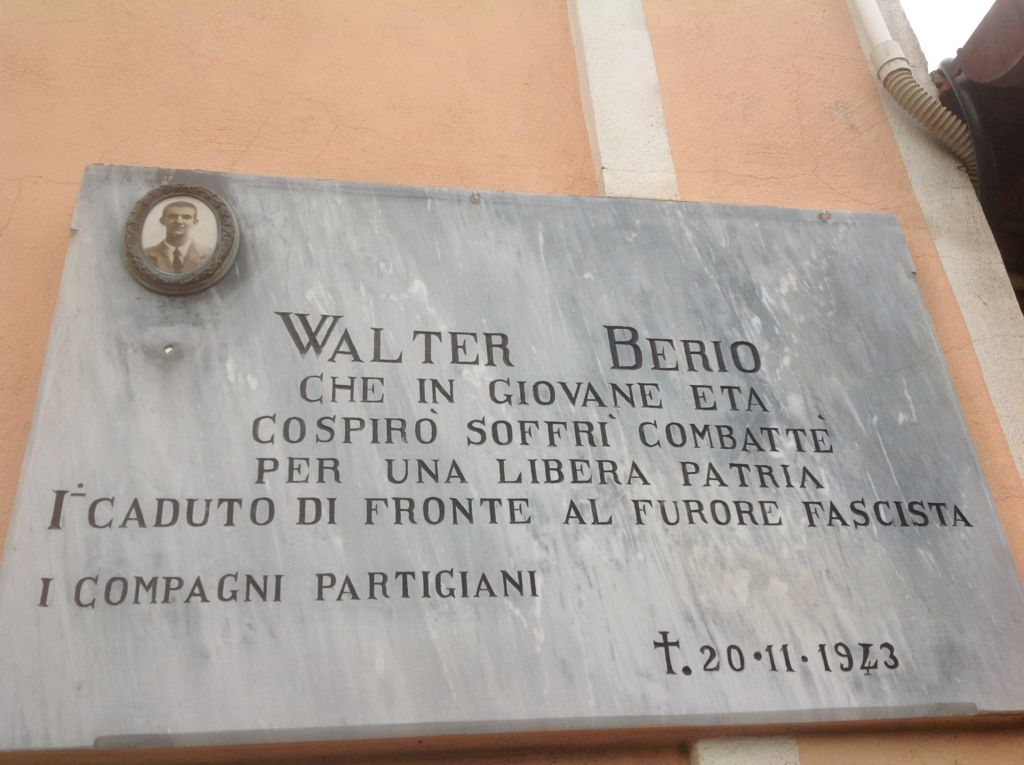 WALTER BERIO
CHE IN GIOVANE ETA
COSPIRÒ SOFFRÌ COMBATTÈ
PER UNA LIBERA PATRIA
I° CADUTO DI FRONTE AL FURORE FASCISTA
I COMPAGNI PARTIGIANI
†. 20·11·1943